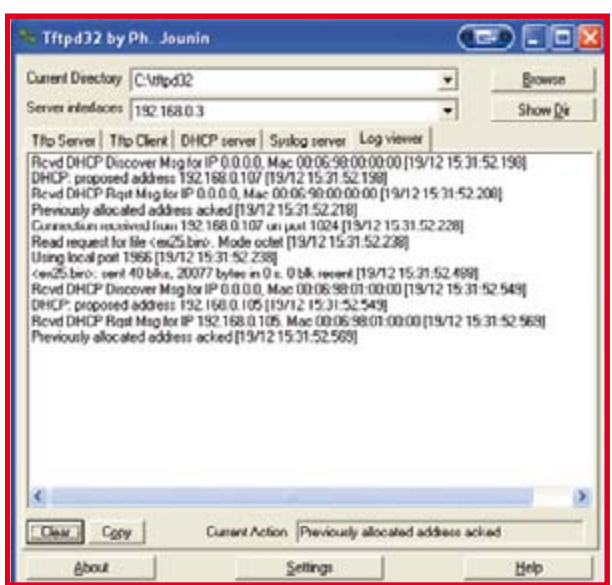 Tftpd32 by Ph. Jounin
Current Directory C:\tftpd32 Browse
Server interfaces 192.168.0.3 Show Dir
Tftp Server Tftp Client DHCP server Syslog server Log viewer
Rcvd DHCP Discover Msg for IP 0.0.0.0, Mac 00:06:98:00:00:00 [19/12 15:31:52.198]
DHCP: proposed address 192.168.0.107 [19/12 15:31:52.198]
Rcvd DHCP Rqst Msg for IP 0.0.0.0, Mac 00:06:98:00:00:00 [19/12 15:31:52.208]
Previously allocated address acked [19/12 15:31:52.218]
Connection received from 192.168.0.107 on port 1024 [19/12 15:31:52.228]
Read request for file <es25.bin>. Mode octet [19/12 15:31:52.238]
Using local port 1966 [19/12 15:31:52.238]
<es25.bin>: sent 40 blks, 20077 bytes in 0 s. 0 blk resent [19/12 15:31:52.488]
Rcvd DHCP Discover Msg for IP 0.0.0.0, Mac 00:06:98:01:00:00 [19/12 15:31:52.549]
DHCP: proposed address 192.168.0.105 [19/12 15:31:52.549]
Rcvd DHCP Rqst Msg for IP 192.168.0.105, Mac 00:06:98:01:00:00 [19/12 15:31:52.569]
Previously allocated address acked [19/12 15:31:52.569]
Clear Copy Current Action Previously allocated address acked
About Settings Help